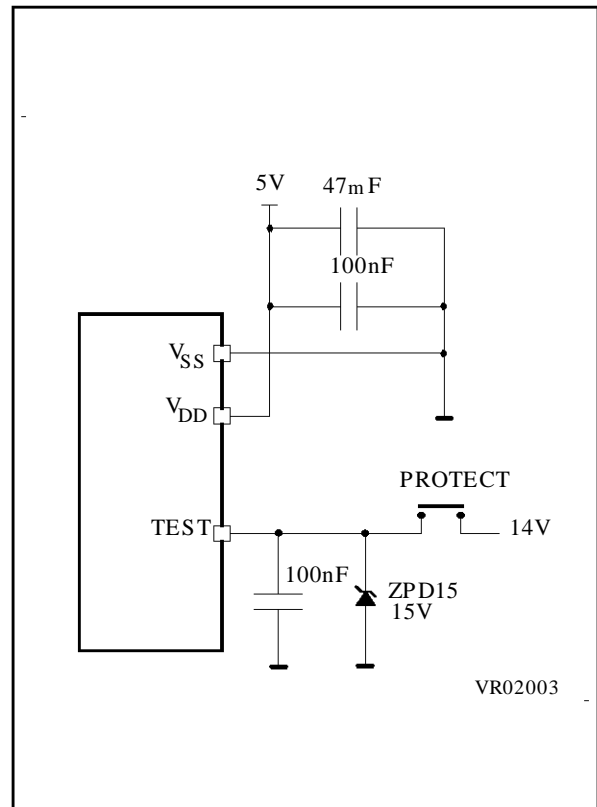 5V
47mF
100nF
VSS
VDD
PROTECT
TEST
14V
100nF
ZPD15
15V
VR02003